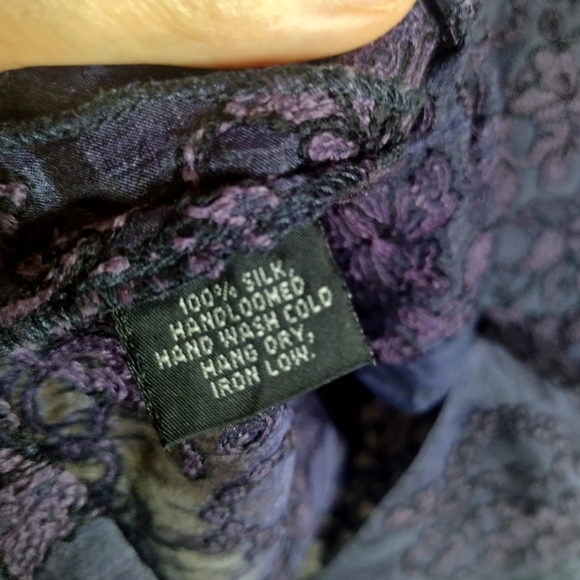 100% SILK,
HANDLOOMED
HAND WASH COLD
HANG DRY,
IRON LOW.